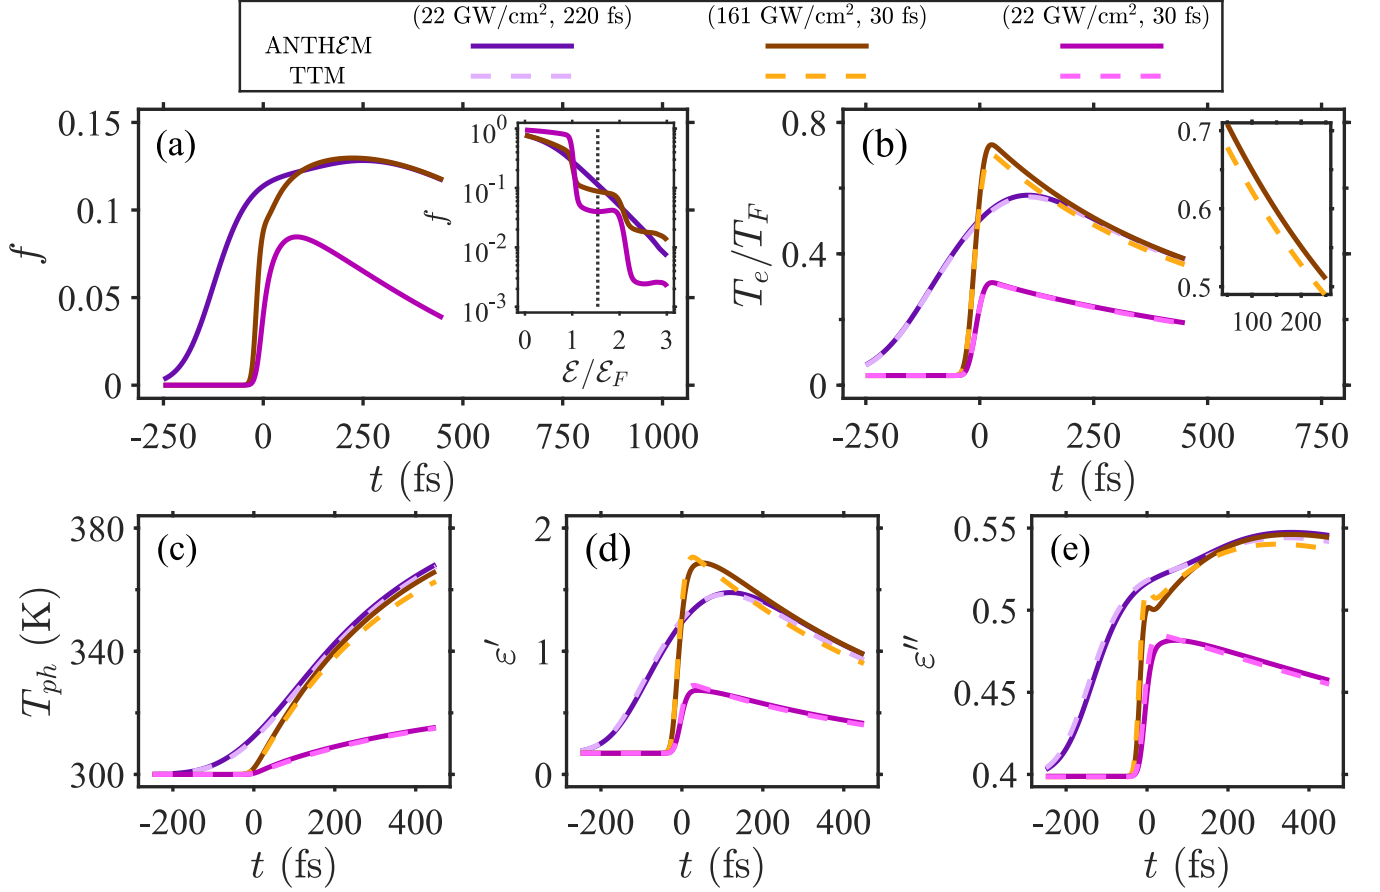 (22 GW/cm², 220 fs) (161 GW/cm², 30 fs) (22 GW/cm², 30 fs)
ANTHℰM
TTM
(a)
0.15
0.1
0.05
0
f
-250 0 250 500 750 1000
t (fs)
10⁰
10⁻¹
10⁻²
10⁻³
f
0 1 2 3
ℰ/ℰ_F
(b)
0.8
0.4
0
T_e/T_F
-250 0 250 500 750
t (fs)
0.7
0.6
0.5
100 200
(c)
380
340
300
T_ph (K)
-200 0 200 400
t (fs)
(d)
2
1
0
ε′
-200 0 200 400
t (fs)
(e)
0.55
0.5
0.45
0.4
ε″
-200 0 200 400
t (fs)